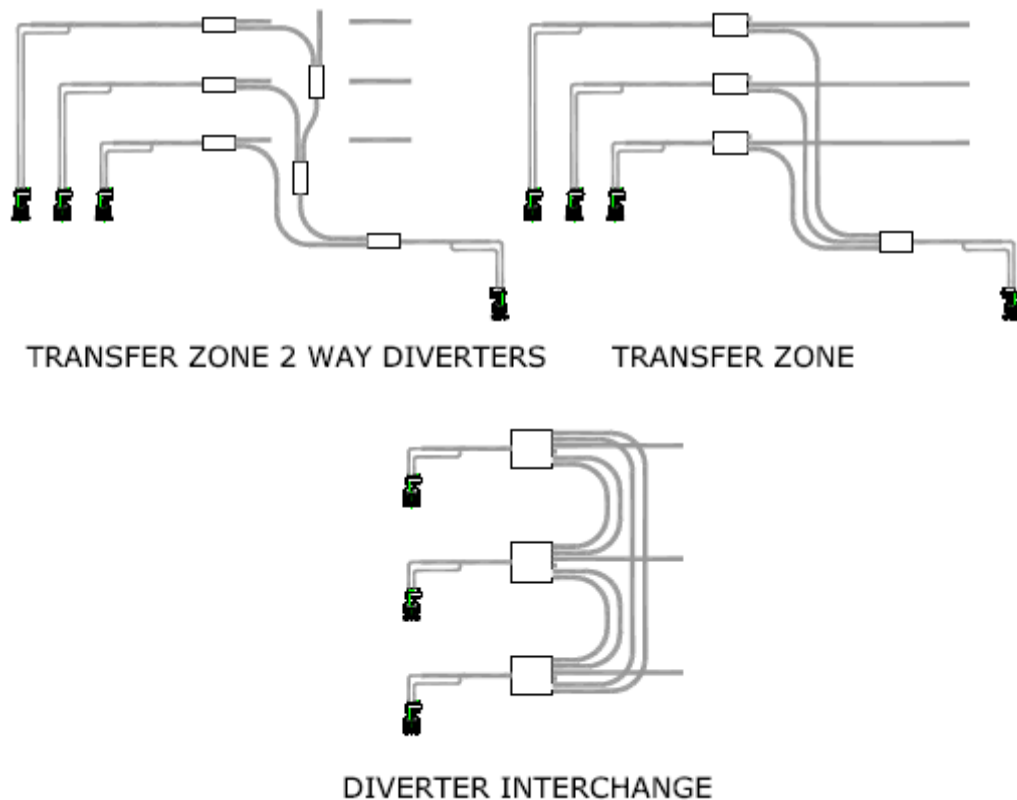 TRANSFER ZONE 2 WAY DIVERTERS
TRANSFER ZONE
DIVERTER INTERCHANGE